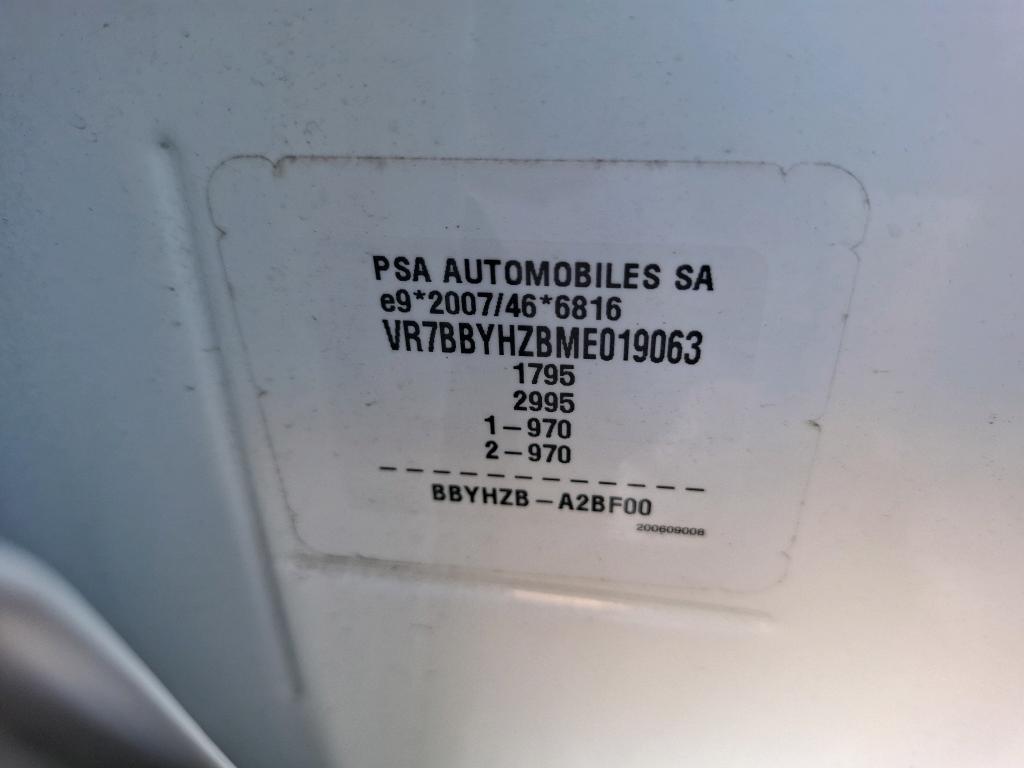 PSA AUTOMOBILES SA
e9*2007/46*6816
VR7BBYHZBME019063
1795
2995
1-970
2-970
------------
BBYHZB-A2BF00
200609008